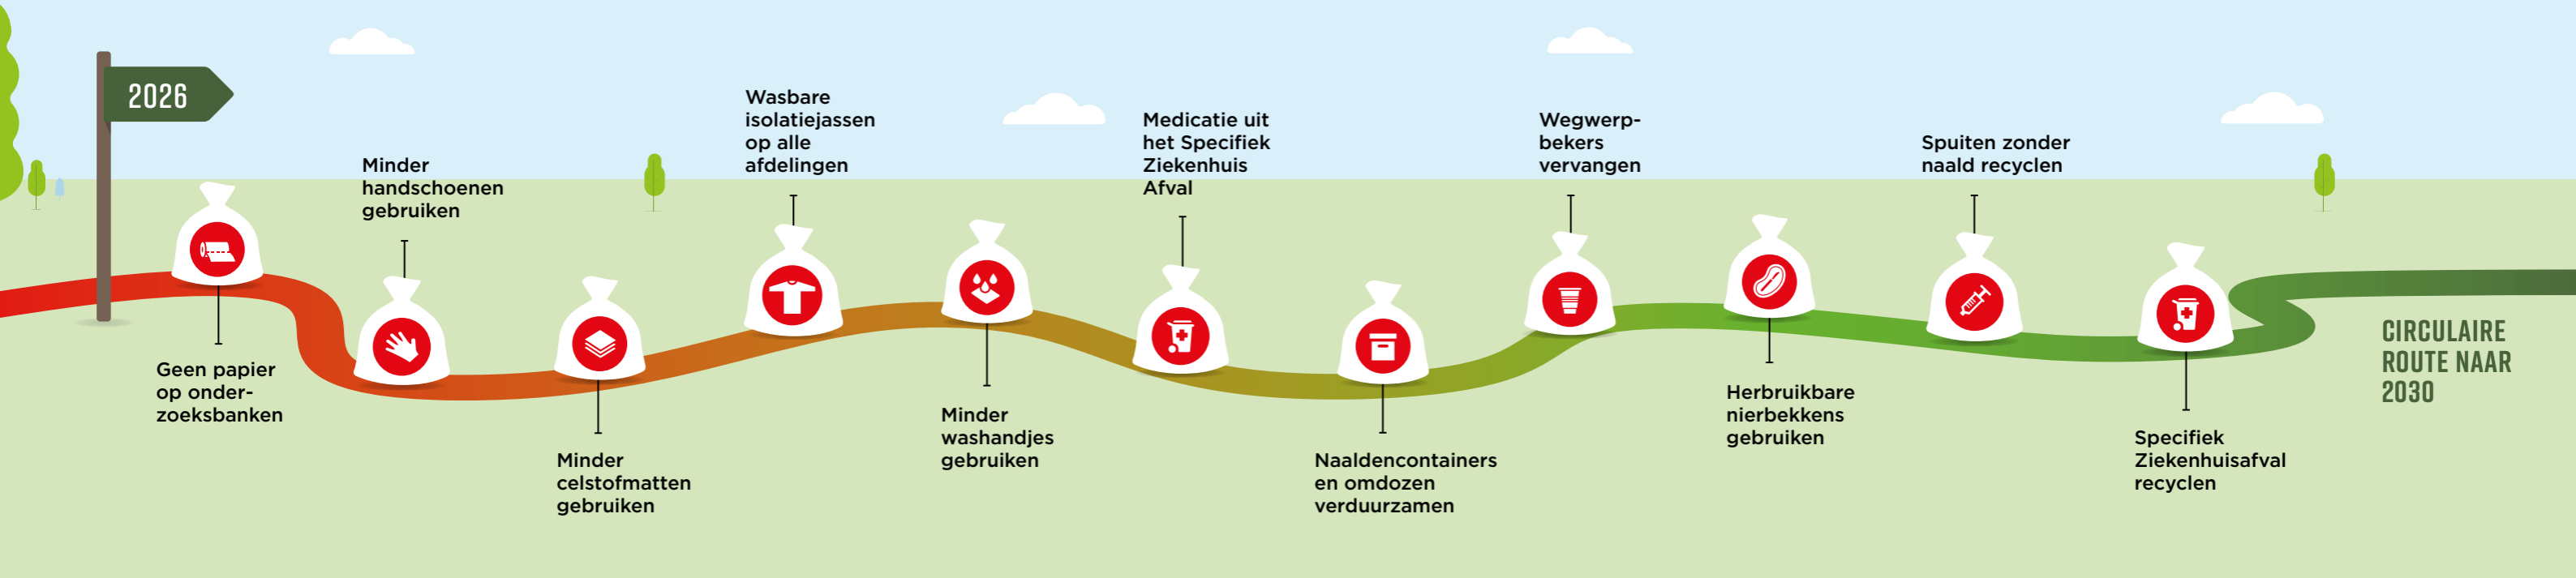 2026
Geen papier
op onder-
zoeksbanken
Minder
handschoenen
gebruiken
Minder
celstofmatten
gebruiken
Wasbare
isolatiejassen
op alle
afdelingen
Minder
washandjes
gebruiken
Medicatie uit
het Specifiek
Ziekenhuis
Afval
Naaldencontainers
en omdozen
verduurzamen
Wegwerp-
bekers
vervangen
Herbruikbare
nierbekkens
gebruiken
Spuiten zonder
naald recyclen
Specifiek
Ziekenhuisafval
recyclen
CIRCULAIRE
ROUTE NAAR
2030